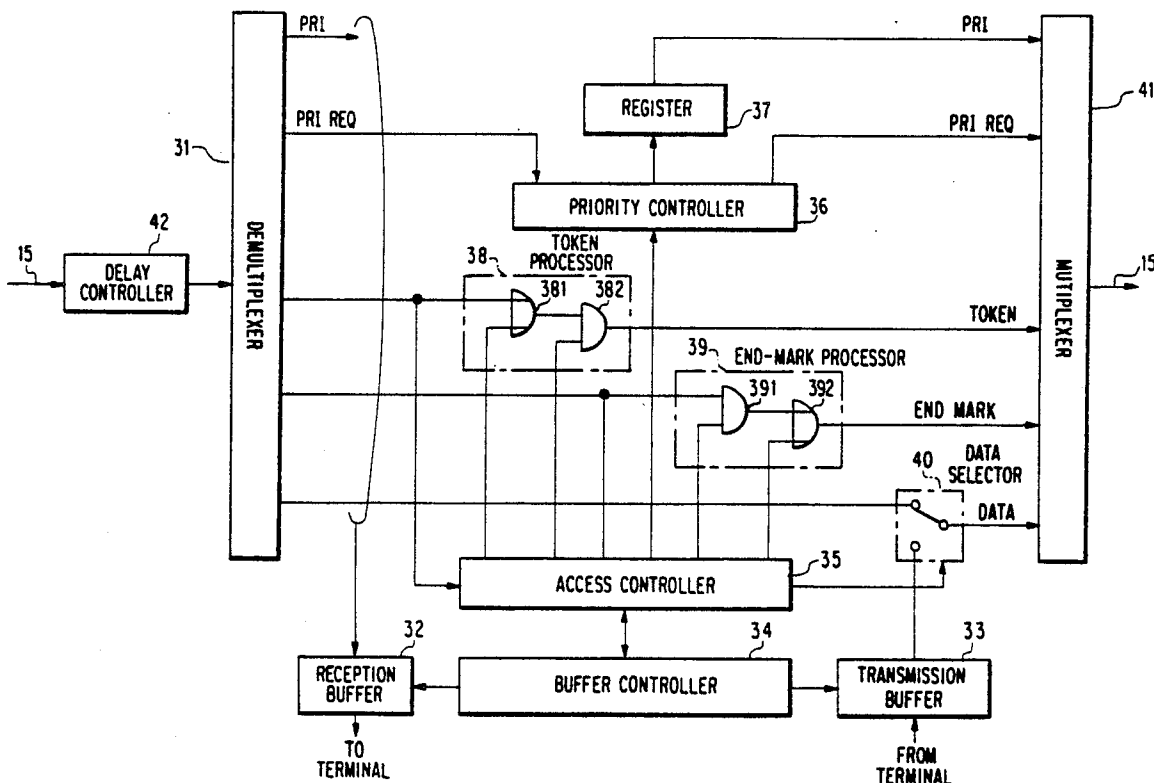 PRI
PRI
41
REGISTER
37
PRI REQ
PRI REQ
31
PRIORITY CONTROLLER
36
42
TOKEN
PROCESSOR
38
15
DELAY
CONTROLLER
DEMULTIPLEXER
381
382
TOKEN
MUTIPLEXER
15
39
END-MARK PROCESSOR
391
392
END MARK
DATA
SELECTOR
40
DATA
35
ACCESS CONTROLLER
32
34
33
RECEPTION
BUFFER
BUFFER CONTROLLER
TRANSMISSION
BUFFER
TO
TERMINAL
FROM
TERMINAL